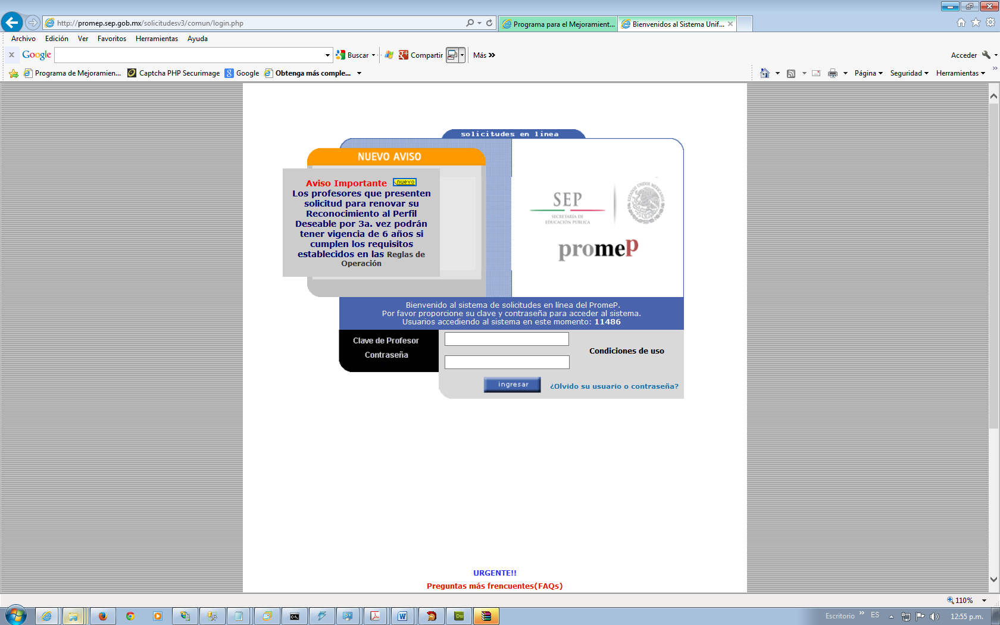 http://promep.sep.gob.mx/solicitudesv3/comun/login.php
Programa para el Mejoramient...
Bienvenidos al Sistema Unif...
Archivo Edición Ver Favoritos Herramientas Ayuda
x Google Buscar Compartir Más »
Acceder
Programa de Mejoramien... Captcha PHP Securimage Google Obtenga más comple...
Página Seguridad Herramientas
solicitudes en linea
NUEVO AVISO
Aviso Importante nuevo
Los profesores que presenten
solicitud para renovar su
Reconocimiento al Perfil
Deseable por 3a. vez podrán
tener vigencia de 6 años si
cumplen los requisitos
establecidos en las Reglas de
Operación
SEP
SECRETARÍA DE
EDUCACIÓN PÚBLICA
ESTADOS UNIDOS MEXICANOS
promep
Bienvenido al sistema de solicitudes en línea del PromeP.
Por favor proporcione su clave y contraseña para acceder al sistema.
Usuarios accediendo al sistema en este momento: 11486
Clave de Profesor
Contraseña
Condiciones de uso
ingresar
¿Olvido su usuario o contraseña?
URGENTE!!
Preguntas más frencuentes(FAQs)
110%
Escritorio » ES 12:55 p.m.